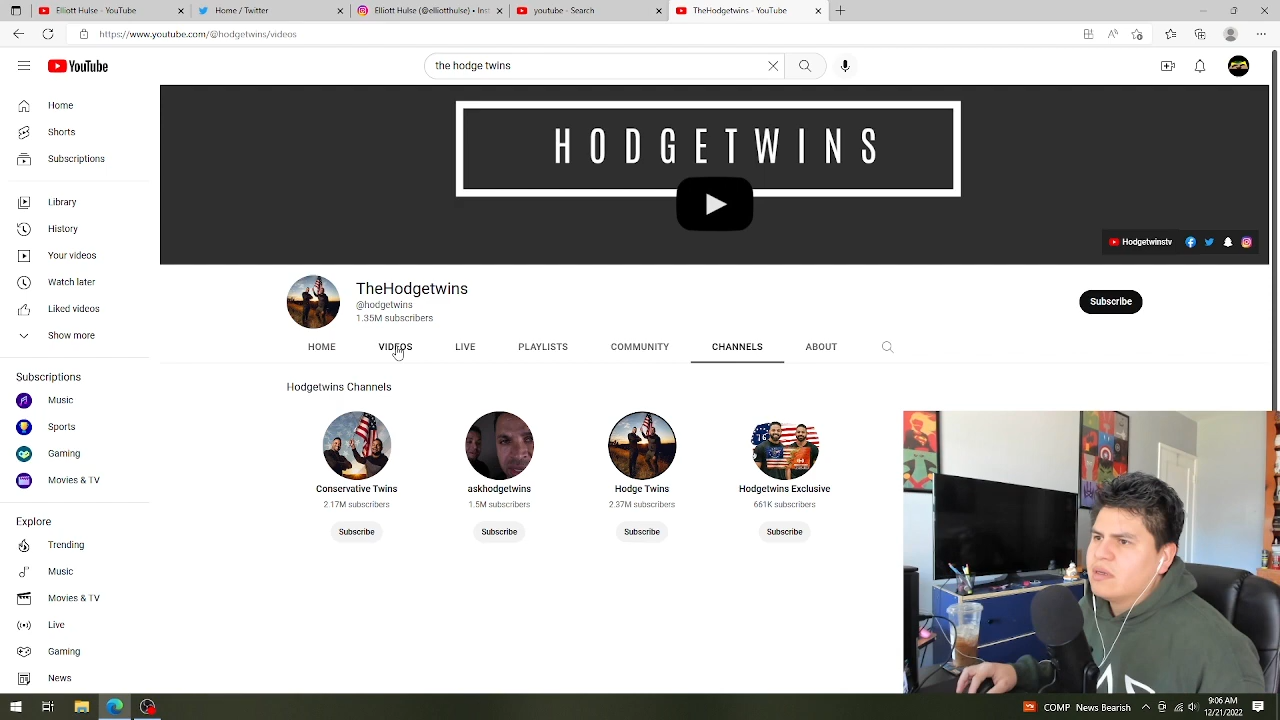 Elliott Hulse - YouTube
Home / Twitter
Elliot Hulse (@elliotthulse) • Inst
youtube - Search
TheHodgetwins - YouTube
https://www.youtube.com/@hodgetwins/videos
YouTube
the hodge twins
Home
Shorts
Subscriptions
Library
History
Your videos
Watch later
Liked videos
Show more
Subscriptions
Music
Sports
Gaming
Movies & TV
Explore
Trending
Music
Movies & TV
Live
Gaming
News
HODGETWINS
Hodgetwinstv
TheHodgetwins
@hodgetwins
1.35M subscribers
Subscribe
HOME VIDEOS LIVE PLAYLISTS COMMUNITY CHANNELS ABOUT
Hodgetwins Channels
Conservative Twins askhodgetwins Hodge Twins Hodgetwins Exclusive
2.17M subscribers 1.5M subscribers 2.37M subscribers 661K subscribers
Subscribe Subscribe Subscribe Subscribe
COMP News Bearish
9:06 AM
12/21/2022